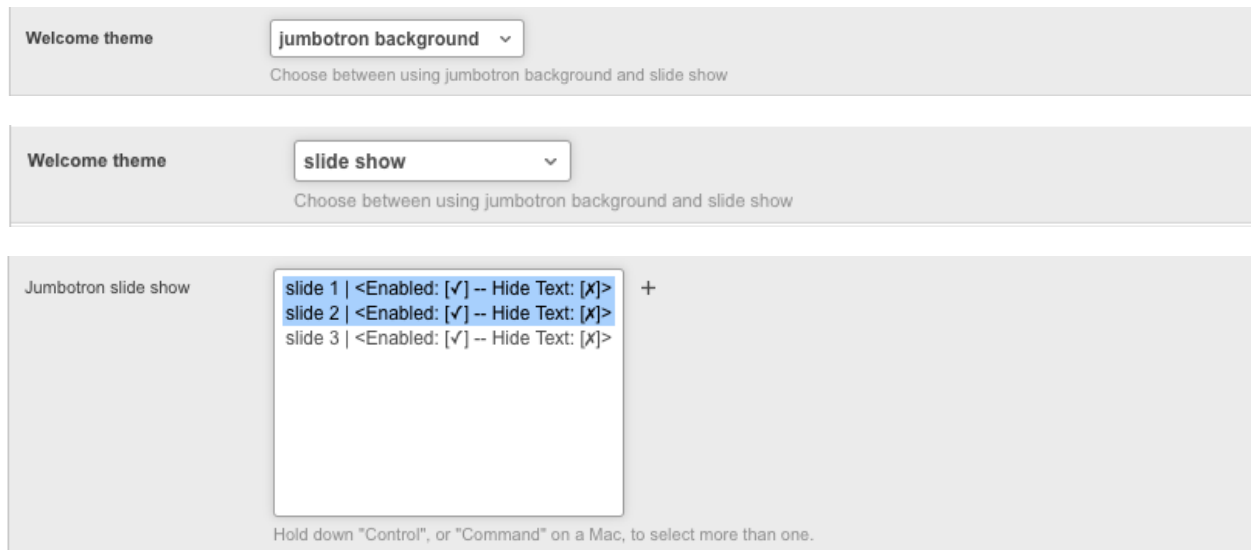 Welcome theme
jumbotron background
Choose between using jumbotron background and slide show
Welcome theme
slide show
Choose between using jumbotron background and slide show
Jumbotron slide show
slide 1 | <Enabled: [✓] -- Hide Text: [✗]>
slide 2 | <Enabled: [✓] -- Hide Text: [✗]>
slide 3 | <Enabled: [✓] -- Hide Text: [✗]>
Hold down "Control", or "Command" on a Mac, to select more than one.